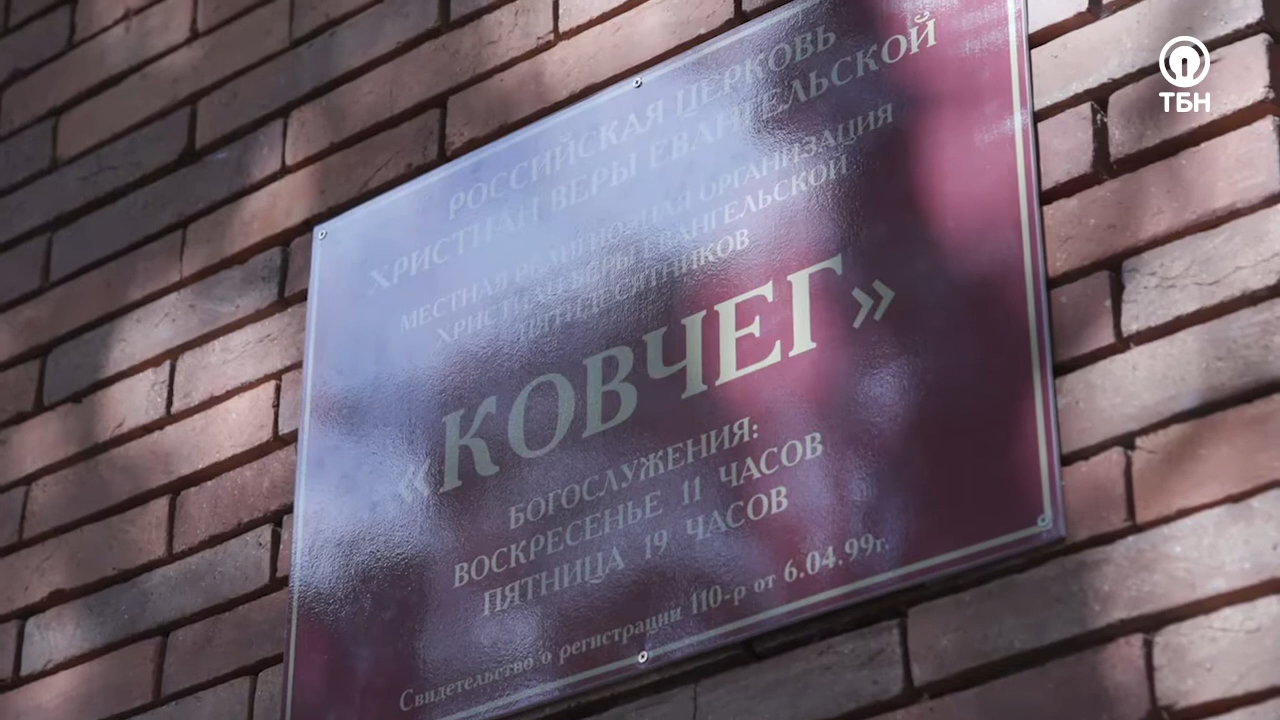 РОССИЙСКАЯ ЦЕРКОВЬ
ХРИСТИАН ВЕРЫ ЕВАНГЕЛЬСКОЙ
МЕСТНАЯ РЕЛИГИОЗНАЯ ОРГАНИЗАЦИЯ
ХРИСТИАН ВЕРЫ ЕВАНГЕЛЬСКОЙ
ПЯТИДЕСЯТНИКОВ
«КОВЧЕГ»
БОГОСЛУЖЕНИЯ:
ВОСКРЕСЕНЬЕ 11 ЧАСОВ
ПЯТНИЦА 19 ЧАСОВ
Свидетельство о регистрации 110-р от 6.04.99г.
ТБН